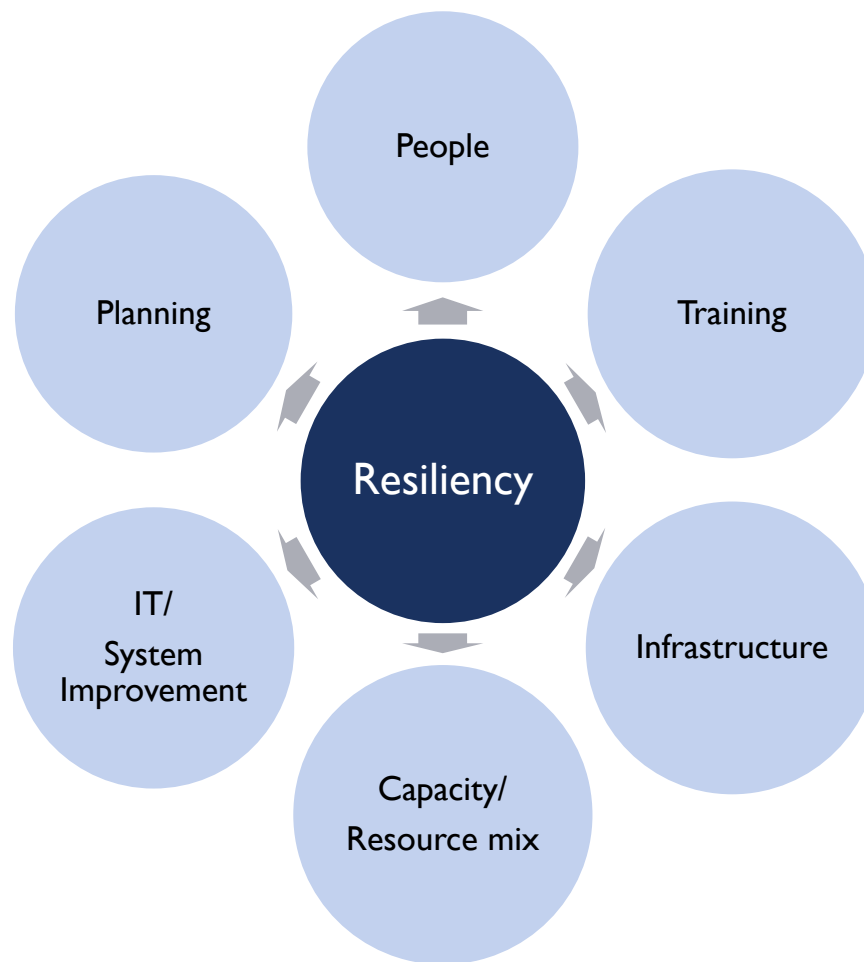 People
Planning
Training
Resiliency
IT/
System
Improvement
Infrastructure
Capacity/
Resource mix